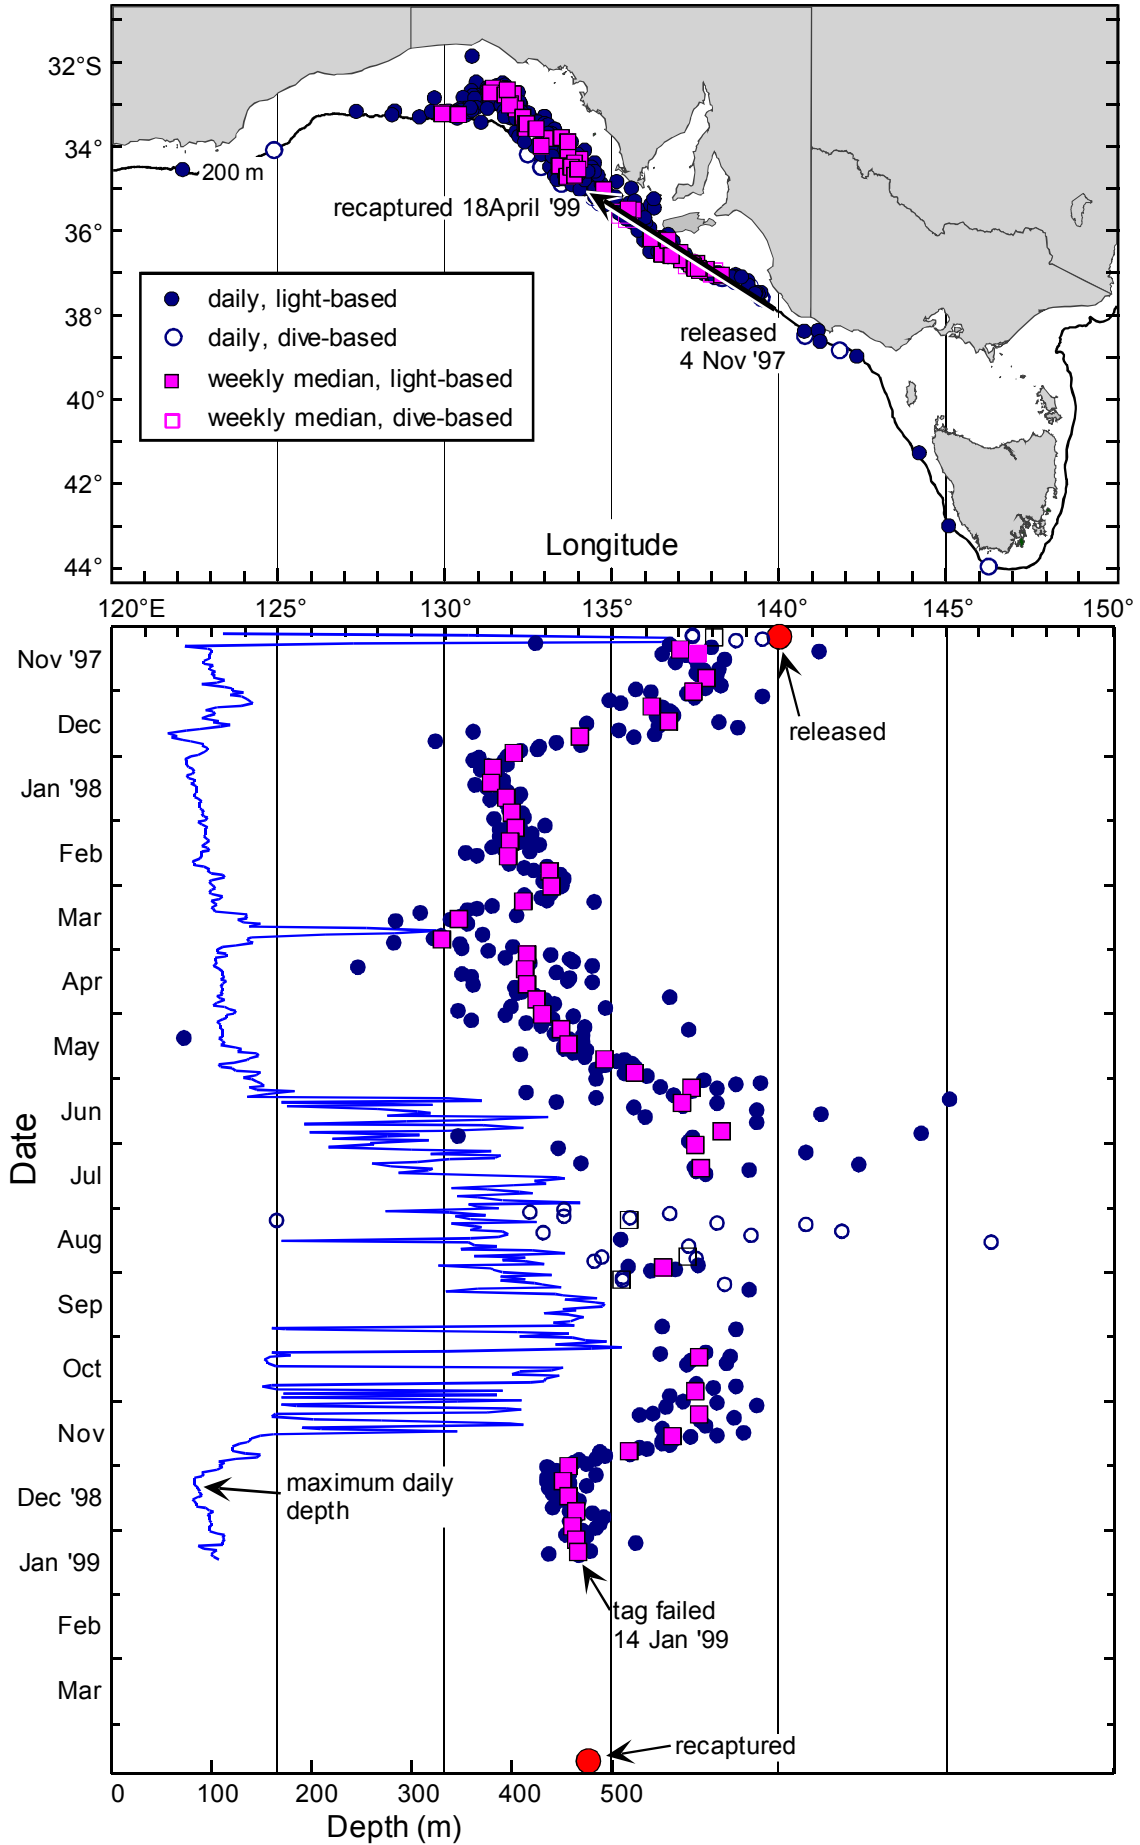 32°S
34°
200 m
recaptured 18April '99
36°
daily, light-based
daily, dive-based
weekly median, light-based
weekly median, dive-based
38°
released
4 Nov '97
40°
42°
44°
Longitude
120°E
125°
130°
135°
140°
145°
150°
Nov '97
Dec
released
Jan '98
Feb
Mar
Apr
May
Jun
Date
Jul
Aug
Sep
Oct
Nov
maximum daily
depth
Dec '98
Jan '99
tag failed
14 Jan '99
Feb
Mar
recaptured
0
100
200
300
400
500
Depth (m)